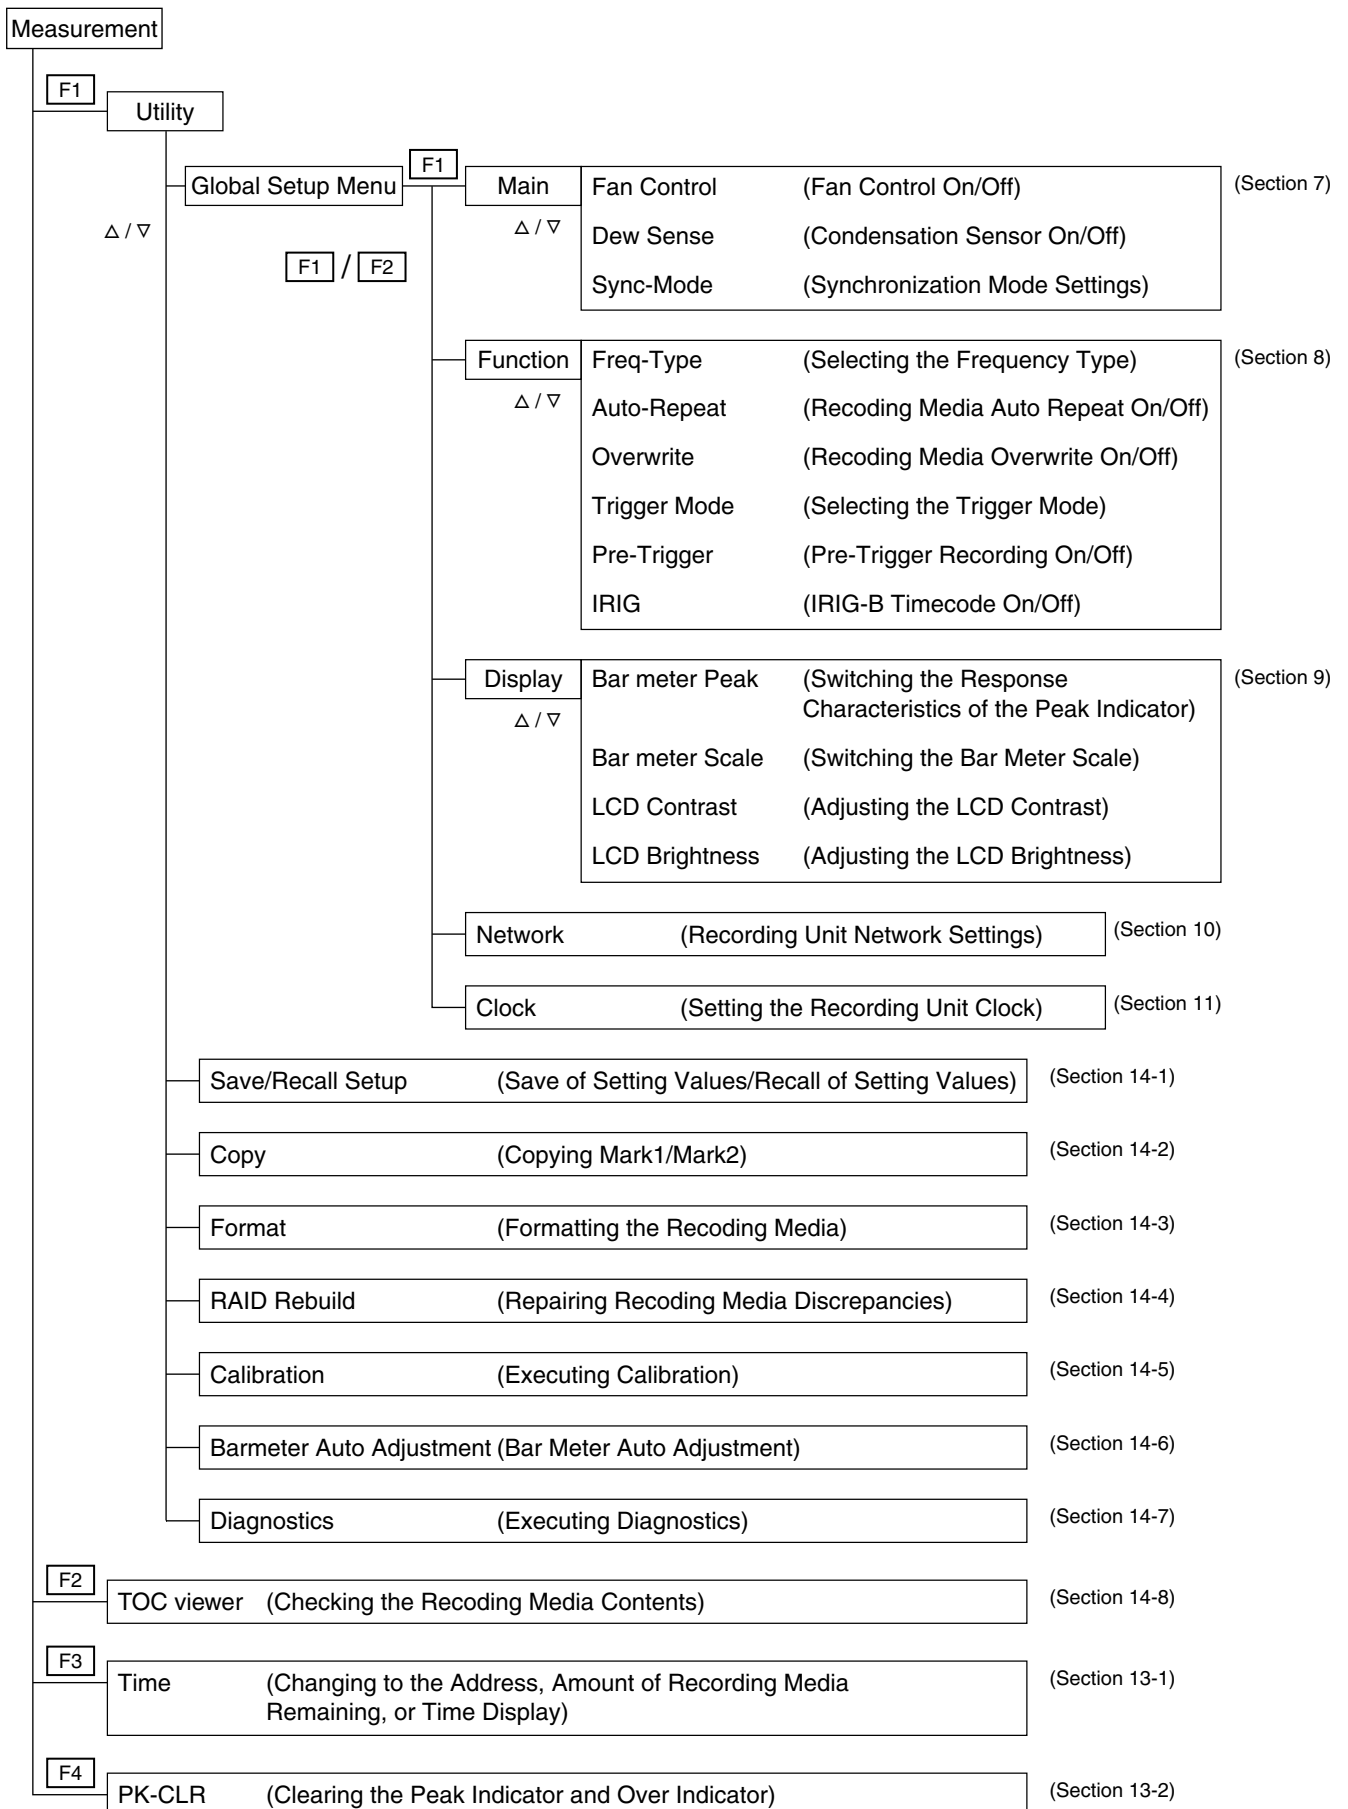 Measurement
F1
Utility
△ / ▽
Global Setup Menu
F1
F1 / F2
Main
△ / ▽
Fan Control (Fan Control On/Off)
(Section 7)
Dew Sense (Condensation Sensor On/Off)
Sync-Mode (Synchronization Mode Settings)
Function
△ / ▽
Freq-Type (Selecting the Frequency Type)
(Section 8)
Auto-Repeat (Recoding Media Auto Repeat On/Off)
Overwrite (Recoding Media Overwrite On/Off)
Trigger Mode (Selecting the Trigger Mode)
Pre-Trigger (Pre-Trigger Recording On/Off)
IRIG (IRIG-B Timecode On/Off)
Display
△ / ▽
Bar meter Peak (Switching the Response
Characteristics of the Peak Indicator)
(Section 9)
Bar meter Scale (Switching the Bar Meter Scale)
LCD Contrast (Adjusting the LCD Contrast)
LCD Brightness (Adjusting the LCD Brightness)
Network (Recording Unit Network Settings) (Section 10)
Clock (Setting the Recording Unit Clock) (Section 11)
Save/Recall Setup (Save of Setting Values/Recall of Setting Values) (Section 14-1)
Copy (Copying Mark1/Mark2) (Section 14-2)
Format (Formatting the Recoding Media) (Section 14-3)
RAID Rebuild (Repairing Recoding Media Discrepancies) (Section 14-4)
Calibration (Executing Calibration) (Section 14-5)
Barmeter Auto Adjustment (Bar Meter Auto Adjustment) (Section 14-6)
Diagnostics (Executing Diagnostics) (Section 14-7)
F2
TOC viewer (Checking the Recoding Media Contents) (Section 14-8)
F3
Time (Changing to the Address, Amount of Recording Media
Remaining, or Time Display)
(Section 13-1)
F4
PK-CLR (Clearing the Peak Indicator and Over Indicator) (Section 13-2)